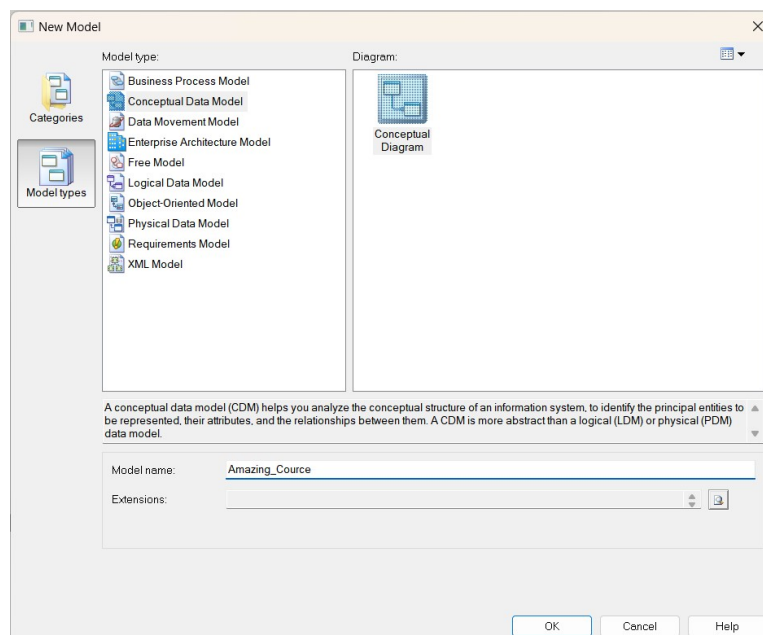 New Model
Model type:
Diagram:
Categories
Model types
Business Process Model
Conceptual Data Model
Data Movement Model
Enterprise Architecture Model
Free Model
Logical Data Model
Object-Oriented Model
Physical Data Model
Requirements Model
XML Model
Conceptual
Diagram
A conceptual data model (CDM) helps you analyze the conceptual structure of an information system, to identify the principal entities to
be represented, their attributes, and the relationships between them. A CDM is more abstract than a logical (LDM) or physical (PDM)
data model.
Model name: Amazing_Cource
Extensions:
OK Cancel Help